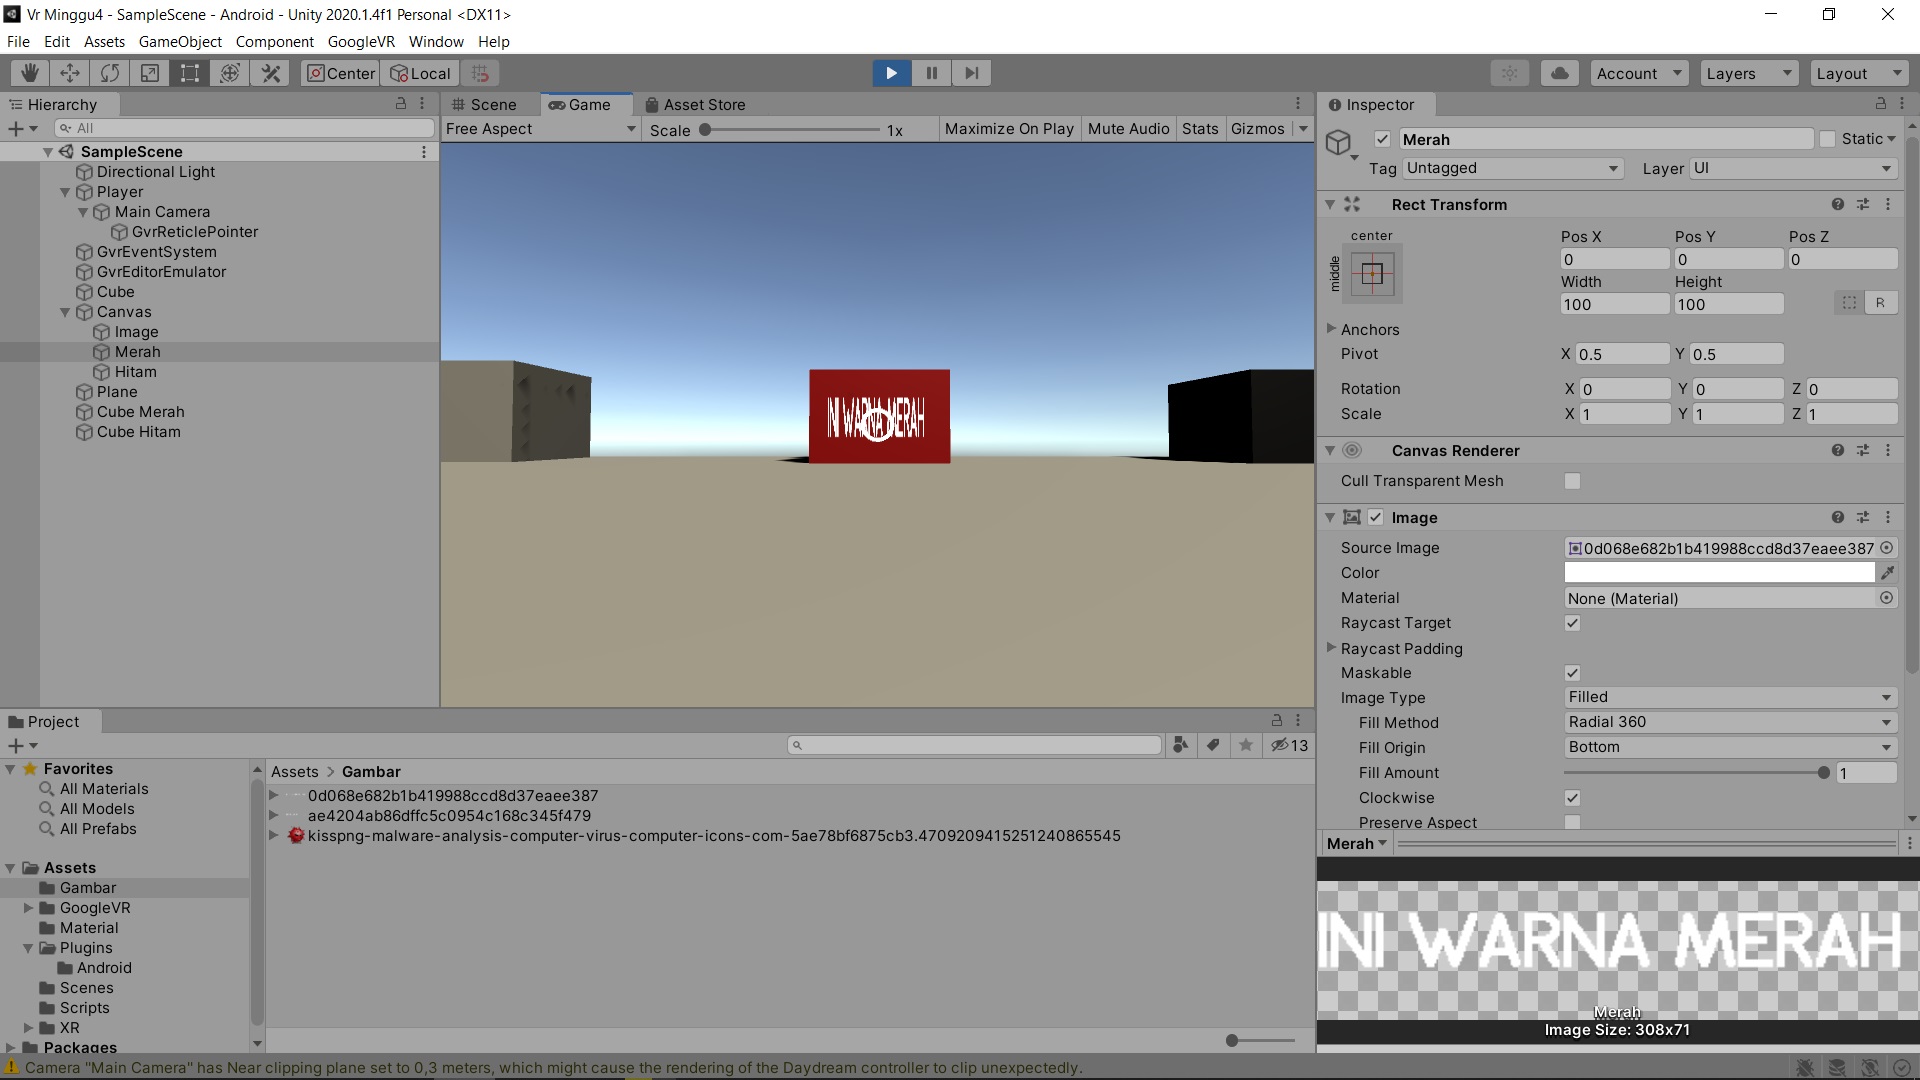 Vr Minggu4 - SampleScene - Android - Unity 2020.1.4f1 Personal <DX11>
File Edit Assets GameObject Component GoogleVR Window Help
Center Local Account Layers Layout
Hierarchy
All
SampleScene
Directional Light
Player
Main Camera
GvrReticlePointer
GvrEventSystem
GvrEditorEmulator
Cube
Canvas
Image
Merah
Hitam
Plane
Cube Merah
Cube Hitam
Scene Game Asset Store
Free Aspect Scale 1x Maximize On Play Mute Audio Stats Gizmos
INI WARNA MERAH
Inspector
Merah Static
Tag Untagged Layer UI
Rect Transform
center
middle
Pos X Pos Y Pos Z
0 0 0
Width Height
100 100
R
Anchors
Pivot X 0.5 Y 0.5
Rotation X 0 Y 0 Z 0
Scale X 1 Y 1 Z 1
Canvas Renderer
Cull Transparent Mesh
Image
Source Image 0d068e682b1b419988ccd8d37eaee387
Color
Material None (Material)
Raycast Target
Raycast Padding
Maskable
Image Type Filled
Fill Method Radial 360
Fill Origin Bottom
Fill Amount 1
Clockwise
Preserve Aspect
Merah
INI WARNA MERAH
Merah
Image Size: 308x71
Project
13
Favorites
All Materials
All Models
All Prefabs
Assets
Gambar
GoogleVR
Material
Plugins
Android
Scenes
Scripts
XR
Packages
Assets > Gambar
0d068e682b1b419988ccd8d37eaee387
ae4204ab86dffc5c0954c168c345f479
kisspng-malware-analysis-computer-virus-computer-icons-com-5ae78bf6875cb3.4709209415251240865545
Camera "Main Camera" has Near clipping plane set to 0,3 meters, which might cause the rendering of the Daydream controller to clip unexpectedly.